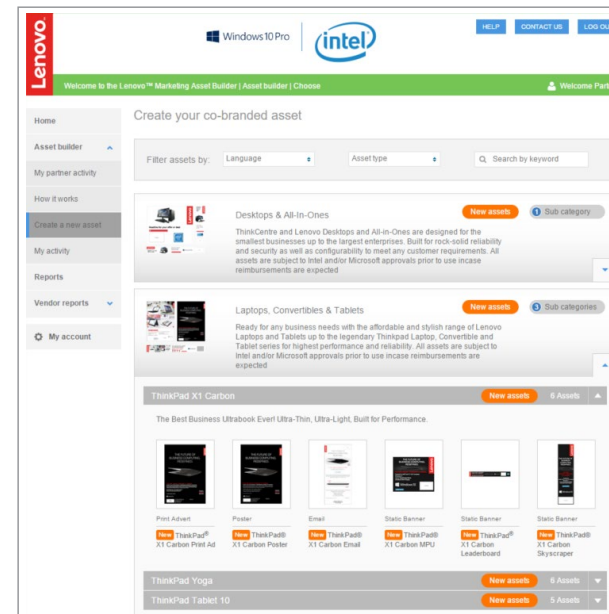 Lenovo
Windows 10 Pro
intel
HELP
CONTACT US
LOG OU
Welcome to the Lenovo™ Marketing Asset Builder | Asset builder | Choose
Welcome Part
Home
Asset builder
My partner activity
How it works
Create a new asset
My activity
Reports
Vendor reports
My account
Create your co-branded asset
Filter assets by:
Language
Asset type
Search by keyword
Desktops & All-In-Ones
New assets
1 Sub category
ThinkCentre and Lenovo Desktops and All-in-Ones are designed for the
smallest businesses up to the largest enterprises. Built for rock-solid reliability
and security as well as configurability to meet any customer requirements. All
assets are subject to Intel and/or Microsoft approvals prior to use incase
reimbursements are expected
Laptops, Convertibles & Tablets
New assets
3 Sub categories
Ready for any business needs with the affordable and stylish range of Lenovo
Laptops and Tablets up to the legendary Thinkpad Laptop, Convertible and
Tablet series for highest performance and reliability. All assets are subject to
Intel and/or Microsoft approvals prior to use incase reimbursements are
expected
ThinkPad X1 Carbon
New assets
6 Assets
The Best Business Ultrabook Ever! Ultra-Thin, Ultra-Light, Built for Performance.
Print Advert
New ThinkPad®
X1 Carbon Print Ad
Poster
New ThinkPad®
X1 Carbon Poster
Email
New ThinkPad®
X1 Carbon Email
Static Banner
New ThinkPad®
X1 Carbon MPU
Static Banner
New ThinkPad®
X1 Carbon
Leaderboard
Static Banner
New ThinkPad®
X1 Carbon
Skyscraper
ThinkPad Yoga
New assets
6 Assets
ThinkPad Tablet 10
New assets
5 Assets